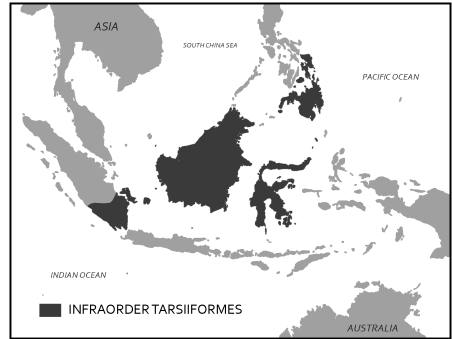 ASIA
SOUTH CHINA SEA
PACIFIC OCEAN
INDIAN OCEAN
INFRAORDER TARSIIFORMES
AUSTRALIA